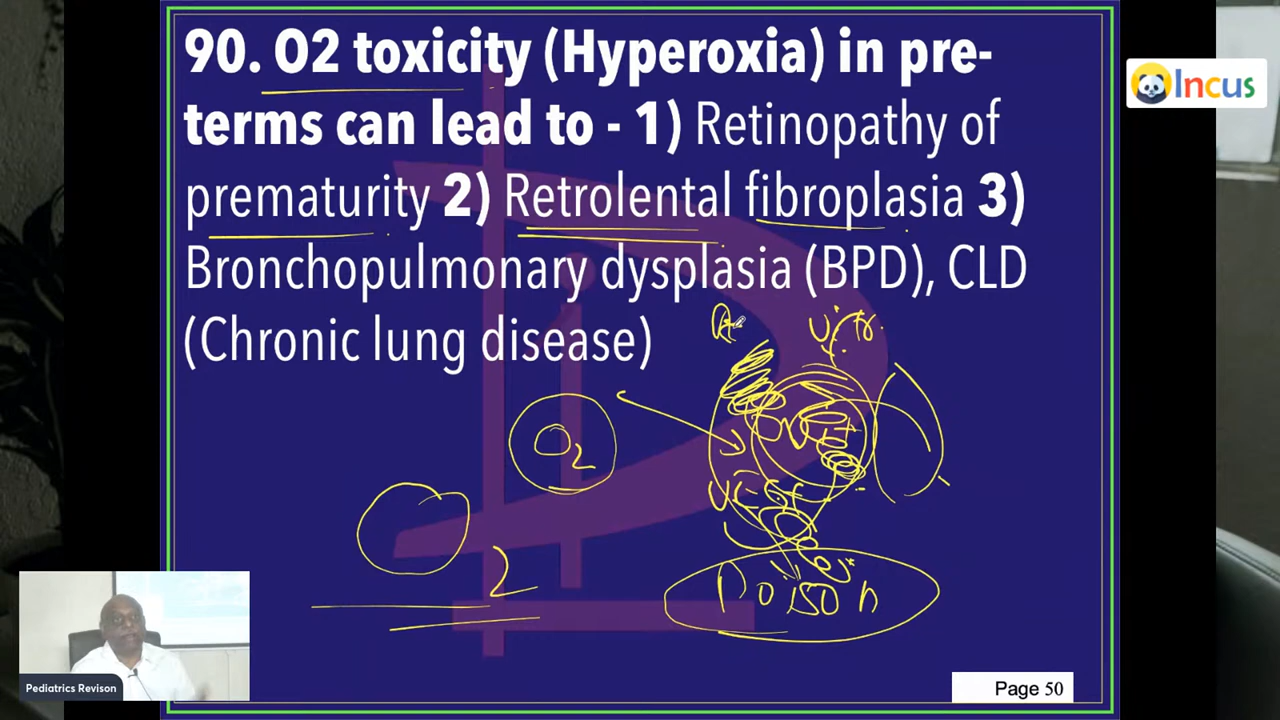 90. O2 toxicity (Hyperoxia) in pre-
terms can lead to - 1) Retinopathy of
prematurity 2) Retrolental fibroplasia 3)
Bronchopulmonary dysplasia (BPD), CLD
(Chronic lung disease)
O2
O2
Poison
Incus
Pediatrics Revison
Page 50